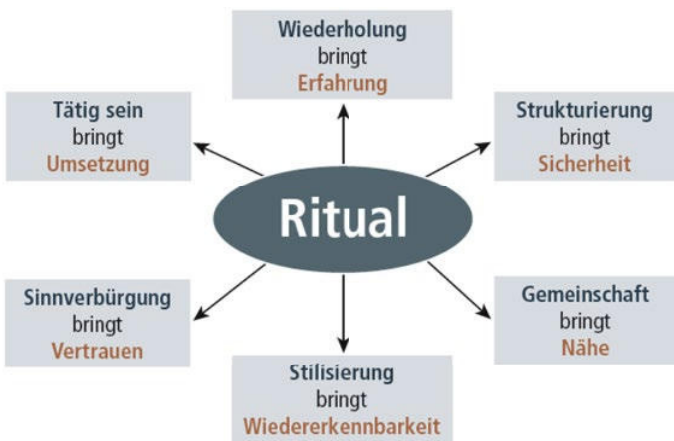 Wiederholung
bringt
Erfahrung
Tätig sein
bringt
Umsetzung
Strukturierung
bringt
Sicherheit
Ritual
Sinnverbürgung
bringt
Vertrauen
Gemeinschaft
bringt
Nähe
Stilisierung
bringt
Wiedererkennbarkeit